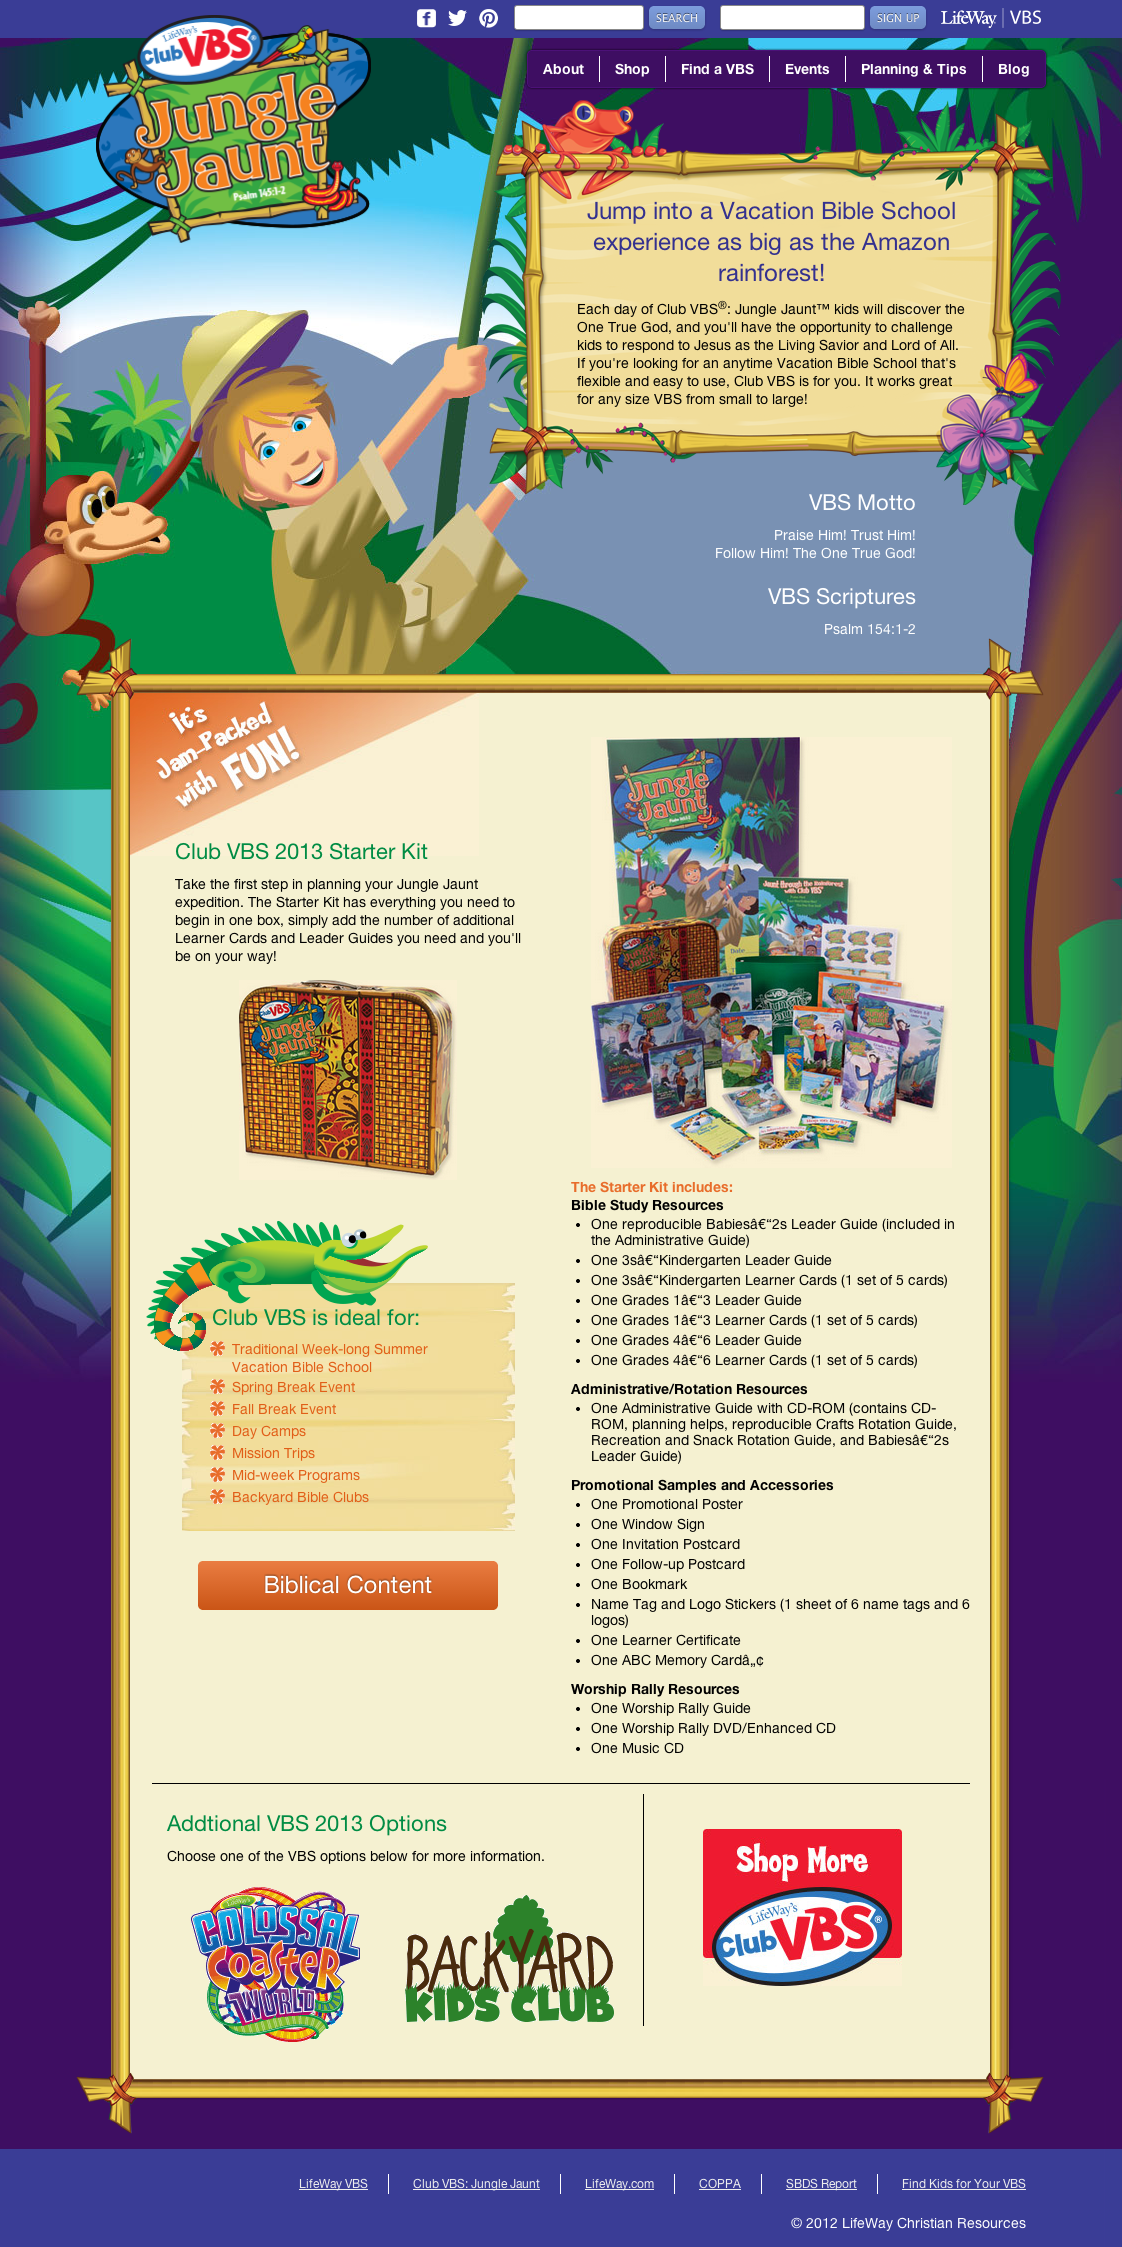 SEARCH
SIGN UP
LifeWay | VBS
LifeWay's
Club VBS®
Jungle
Jaunt
Psalm 145:1-2
About
Shop
Find a VBS
Events
Planning & Tips
Blog
Jump into a Vacation Bible School
experience as big as the Amazon
rainforest!
Each day of Club VBS®: Jungle Jaunt™ kids will discover the
One True God, and you'll have the opportunity to challenge
kids to respond to Jesus as the Living Savior and Lord of All.
If you're looking for an anytime Vacation Bible School that's
flexible and easy to use, Club VBS is for you. It works great
for any size VBS from small to large!
VBS Motto
Praise Him! Trust Him!
Follow Him! The One True God!
VBS Scriptures
Psalm 154:1-2
it's
Jam-Packed
with FUN!
Club VBS 2013 Starter Kit
Take the first step in planning your Jungle Jaunt
expedition. The Starter Kit has everything you need to
begin in one box, simply add the number of additional
Learner Cards and Leader Guides you need and you'll
be on your way!
Club VBS
Jungle
Jaunt
Club VBS is ideal for:
Traditional Week-long Summer
Vacation Bible School
Spring Break Event
Fall Break Event
Day Camps
Mission Trips
Mid-week Programs
Backyard Bible Clubs
Biblical Content
Jungle
Jaunt
Jaunt through the Rainforest
with Club VBS
Date
The Starter Kit includes:
Bible Study Resources
• One reproducible Babiesâ€“2s Leader Guide (included in
the Administrative Guide)
• One 3sâ€“Kindergarten Leader Guide
• One 3sâ€“Kindergarten Learner Cards (1 set of 5 cards)
• One Grades 1â€“3 Leader Guide
• One Grades 1â€“3 Learner Cards (1 set of 5 cards)
• One Grades 4â€“6 Leader Guide
• One Grades 4â€“6 Learner Cards (1 set of 5 cards)
Administrative/Rotation Resources
• One Administrative Guide with CD-ROM (contains CD-
ROM, planning helps, reproducible Crafts Rotation Guide,
Recreation and Snack Rotation Guide, and Babiesâ€“2s
Leader Guide)
Promotional Samples and Accessories
• One Promotional Poster
• One Window Sign
• One Invitation Postcard
• One Follow-up Postcard
• One Bookmark
• Name Tag and Logo Stickers (1 sheet of 6 name tags and 6
logos)
• One Learner Certificate
• One ABC Memory Cardâ„¢
Worship Rally Resources
• One Worship Rally Guide
• One Worship Rally DVD/Enhanced CD
• One Music CD
Addtional VBS 2013 Options
Choose one of the VBS options below for more information.
LifeWay's
COLOSSAL
COASTER
WORLD
BACKYARD
KIDS CLUB
Shop More
LifeWay's
Club VBS®
LifeWay VBS
Club VBS: Jungle Jaunt
LifeWay.com
COPPA
SBDS Report
Find Kids for Your VBS
© 2012 LifeWay Christian Resources